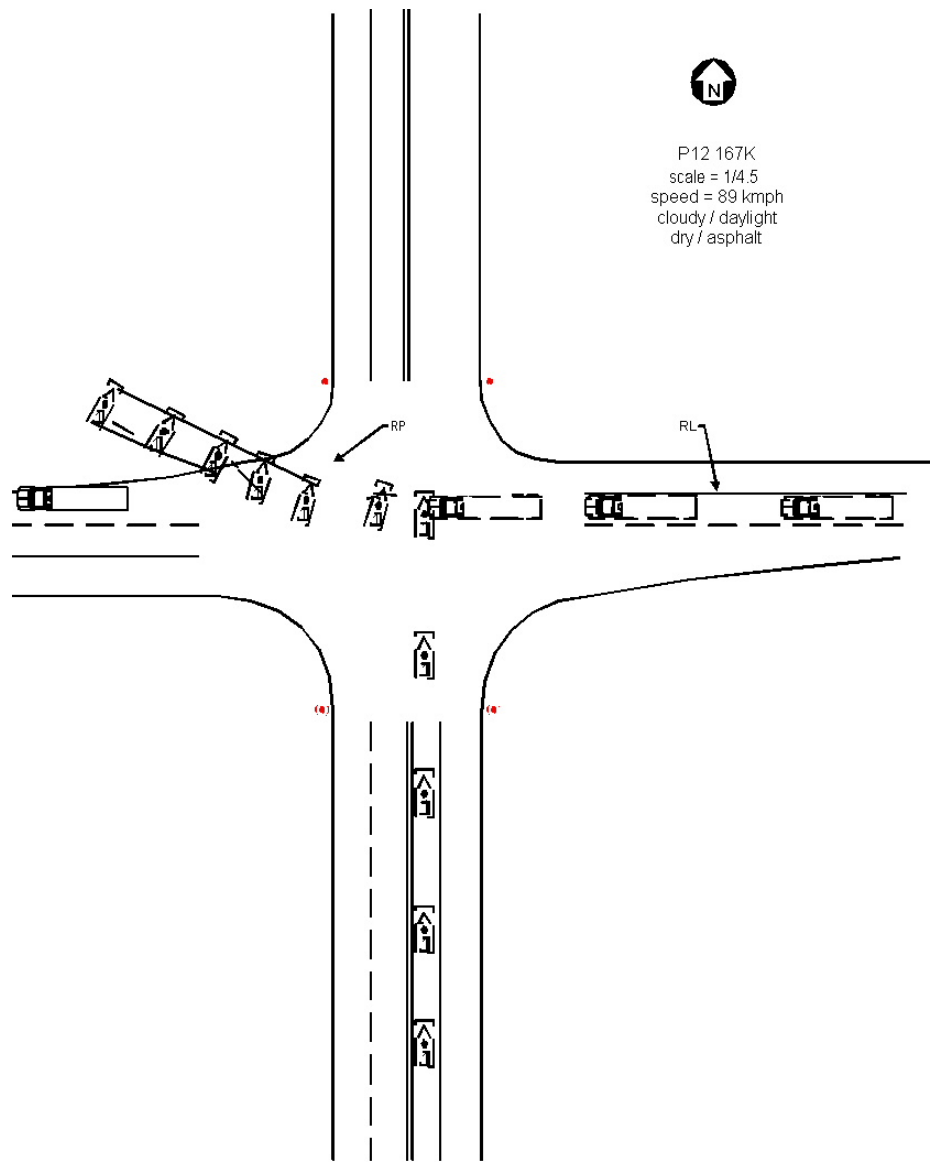 N
P12 167K
scale = 1/4.5
speed = 89 kmph
cloudy / daylight
dry / asphalt
RP
RL